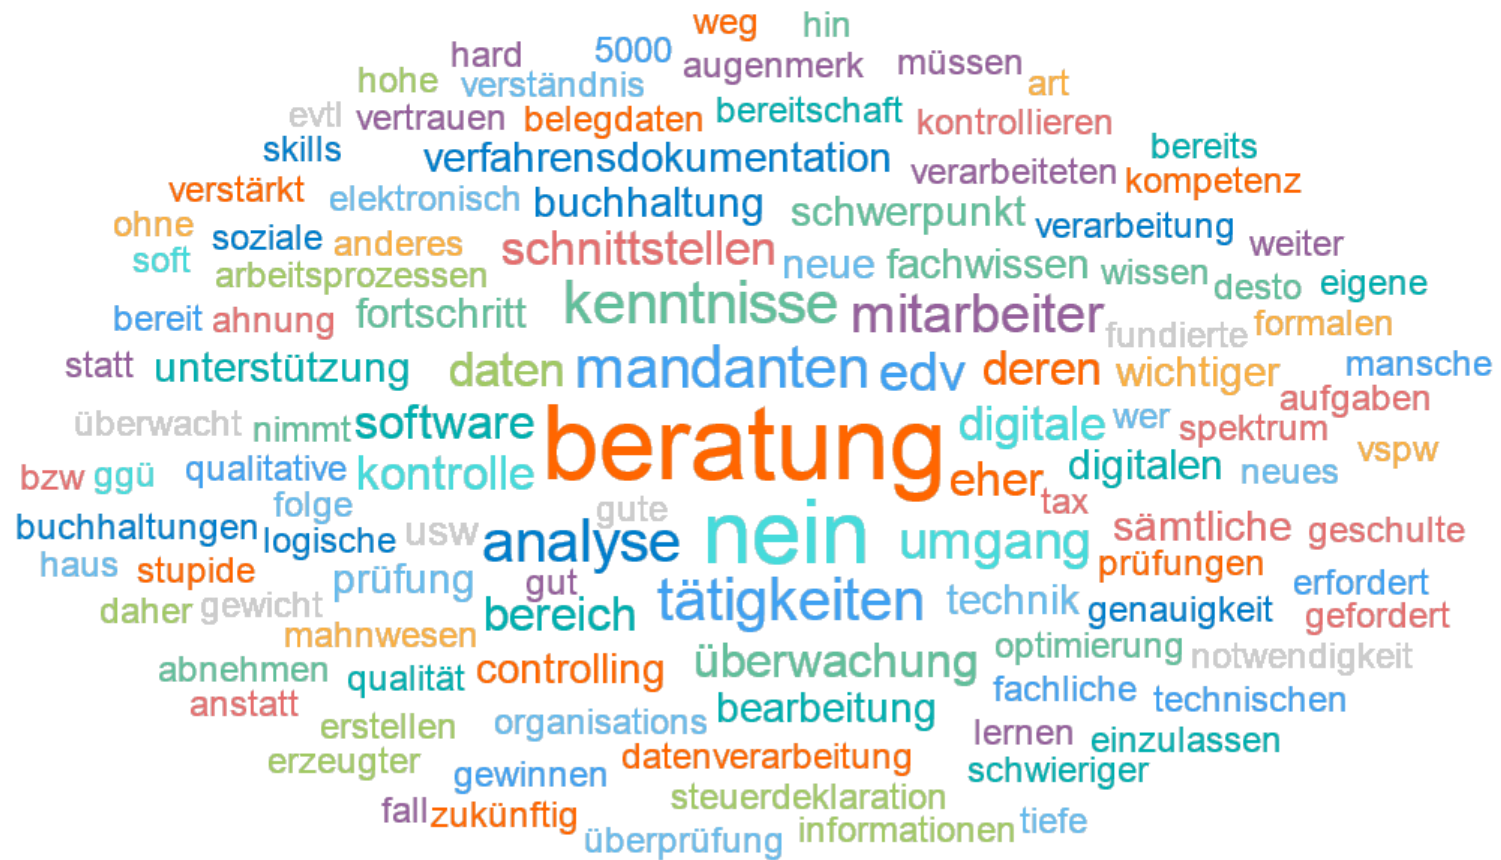 weg hin
hard 5000 augenmerk müssen
hohe verständnis art
evtl vertrauen belegdaten bereitschaft kontrollieren
skills verfahrensdokumentation verarbeiteten bereits
verstärkt elektronisch buchhaltung schwerpunkt kompetenz
ohne soziale anderes schnittstellen verarbeitung weiter
soft arbeitsprozessen neue fachwissen wissen desto eigene
bereit ahnung fortschritt kenntnisse mitarbeiter fundierte formalen
statt unterstützung daten mandanten edv deren wichtiger mansche
überwacht nimmt software beratung digitale wer spektrum aufgaben
bzw ggü qualitative kontrolle eher digitalen neues vspw
folge gute tax
buchhaltungen logische usw analyse nein umgang sämtliche geschulte
haus stupide prüfung gut tätigkeiten technik prüfungen erfordert
daher gewicht bereich genauigkeit gefordert
mahnwesen
abnehmen qualität controlling überwachung optimierung notwendigkeit
anstatt erstellen organisations bearbeitung fachliche technischen
erzeugter gewinnen datenverarbeitung lernen einzulassen
schwieriger
fall zukünftig steuerdeklaration
überprüfung informationen tiefe